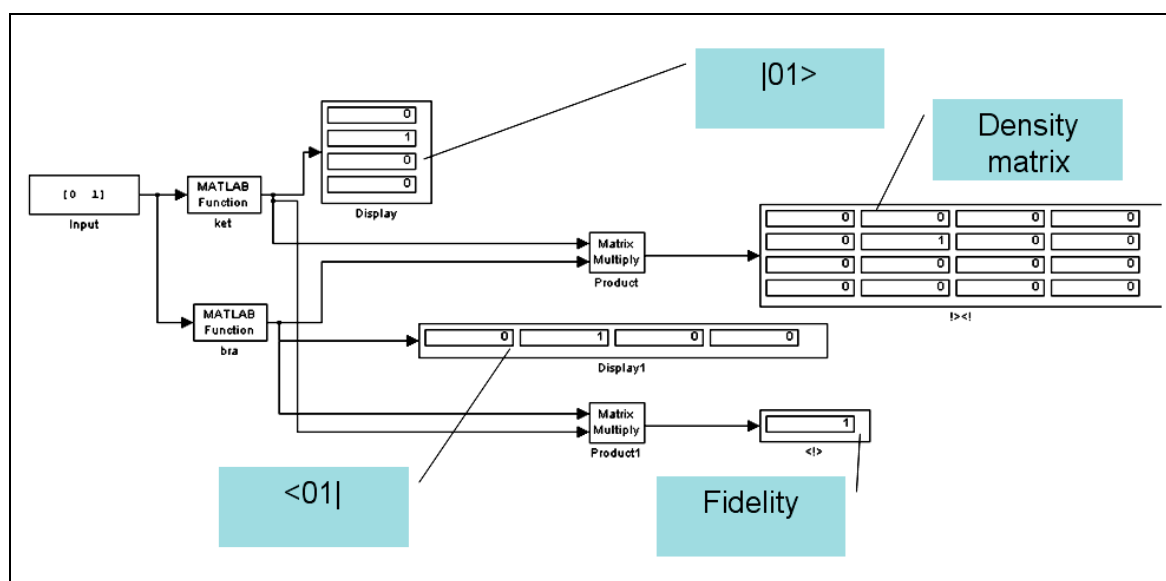 |01>
Density
matrix
0
1
0
0
Display
[0 1]
Input
MATLAB
Function
ket
Matrix
Multiply
Product
0 0 0 0
0 1 0 0
0 0 0 0
0 0 0 0
!><!
MATLAB
Function
bra
0 1 0 0
Display1
Matrix
Multiply
Product1
1
<!>
<01|
Fidelity